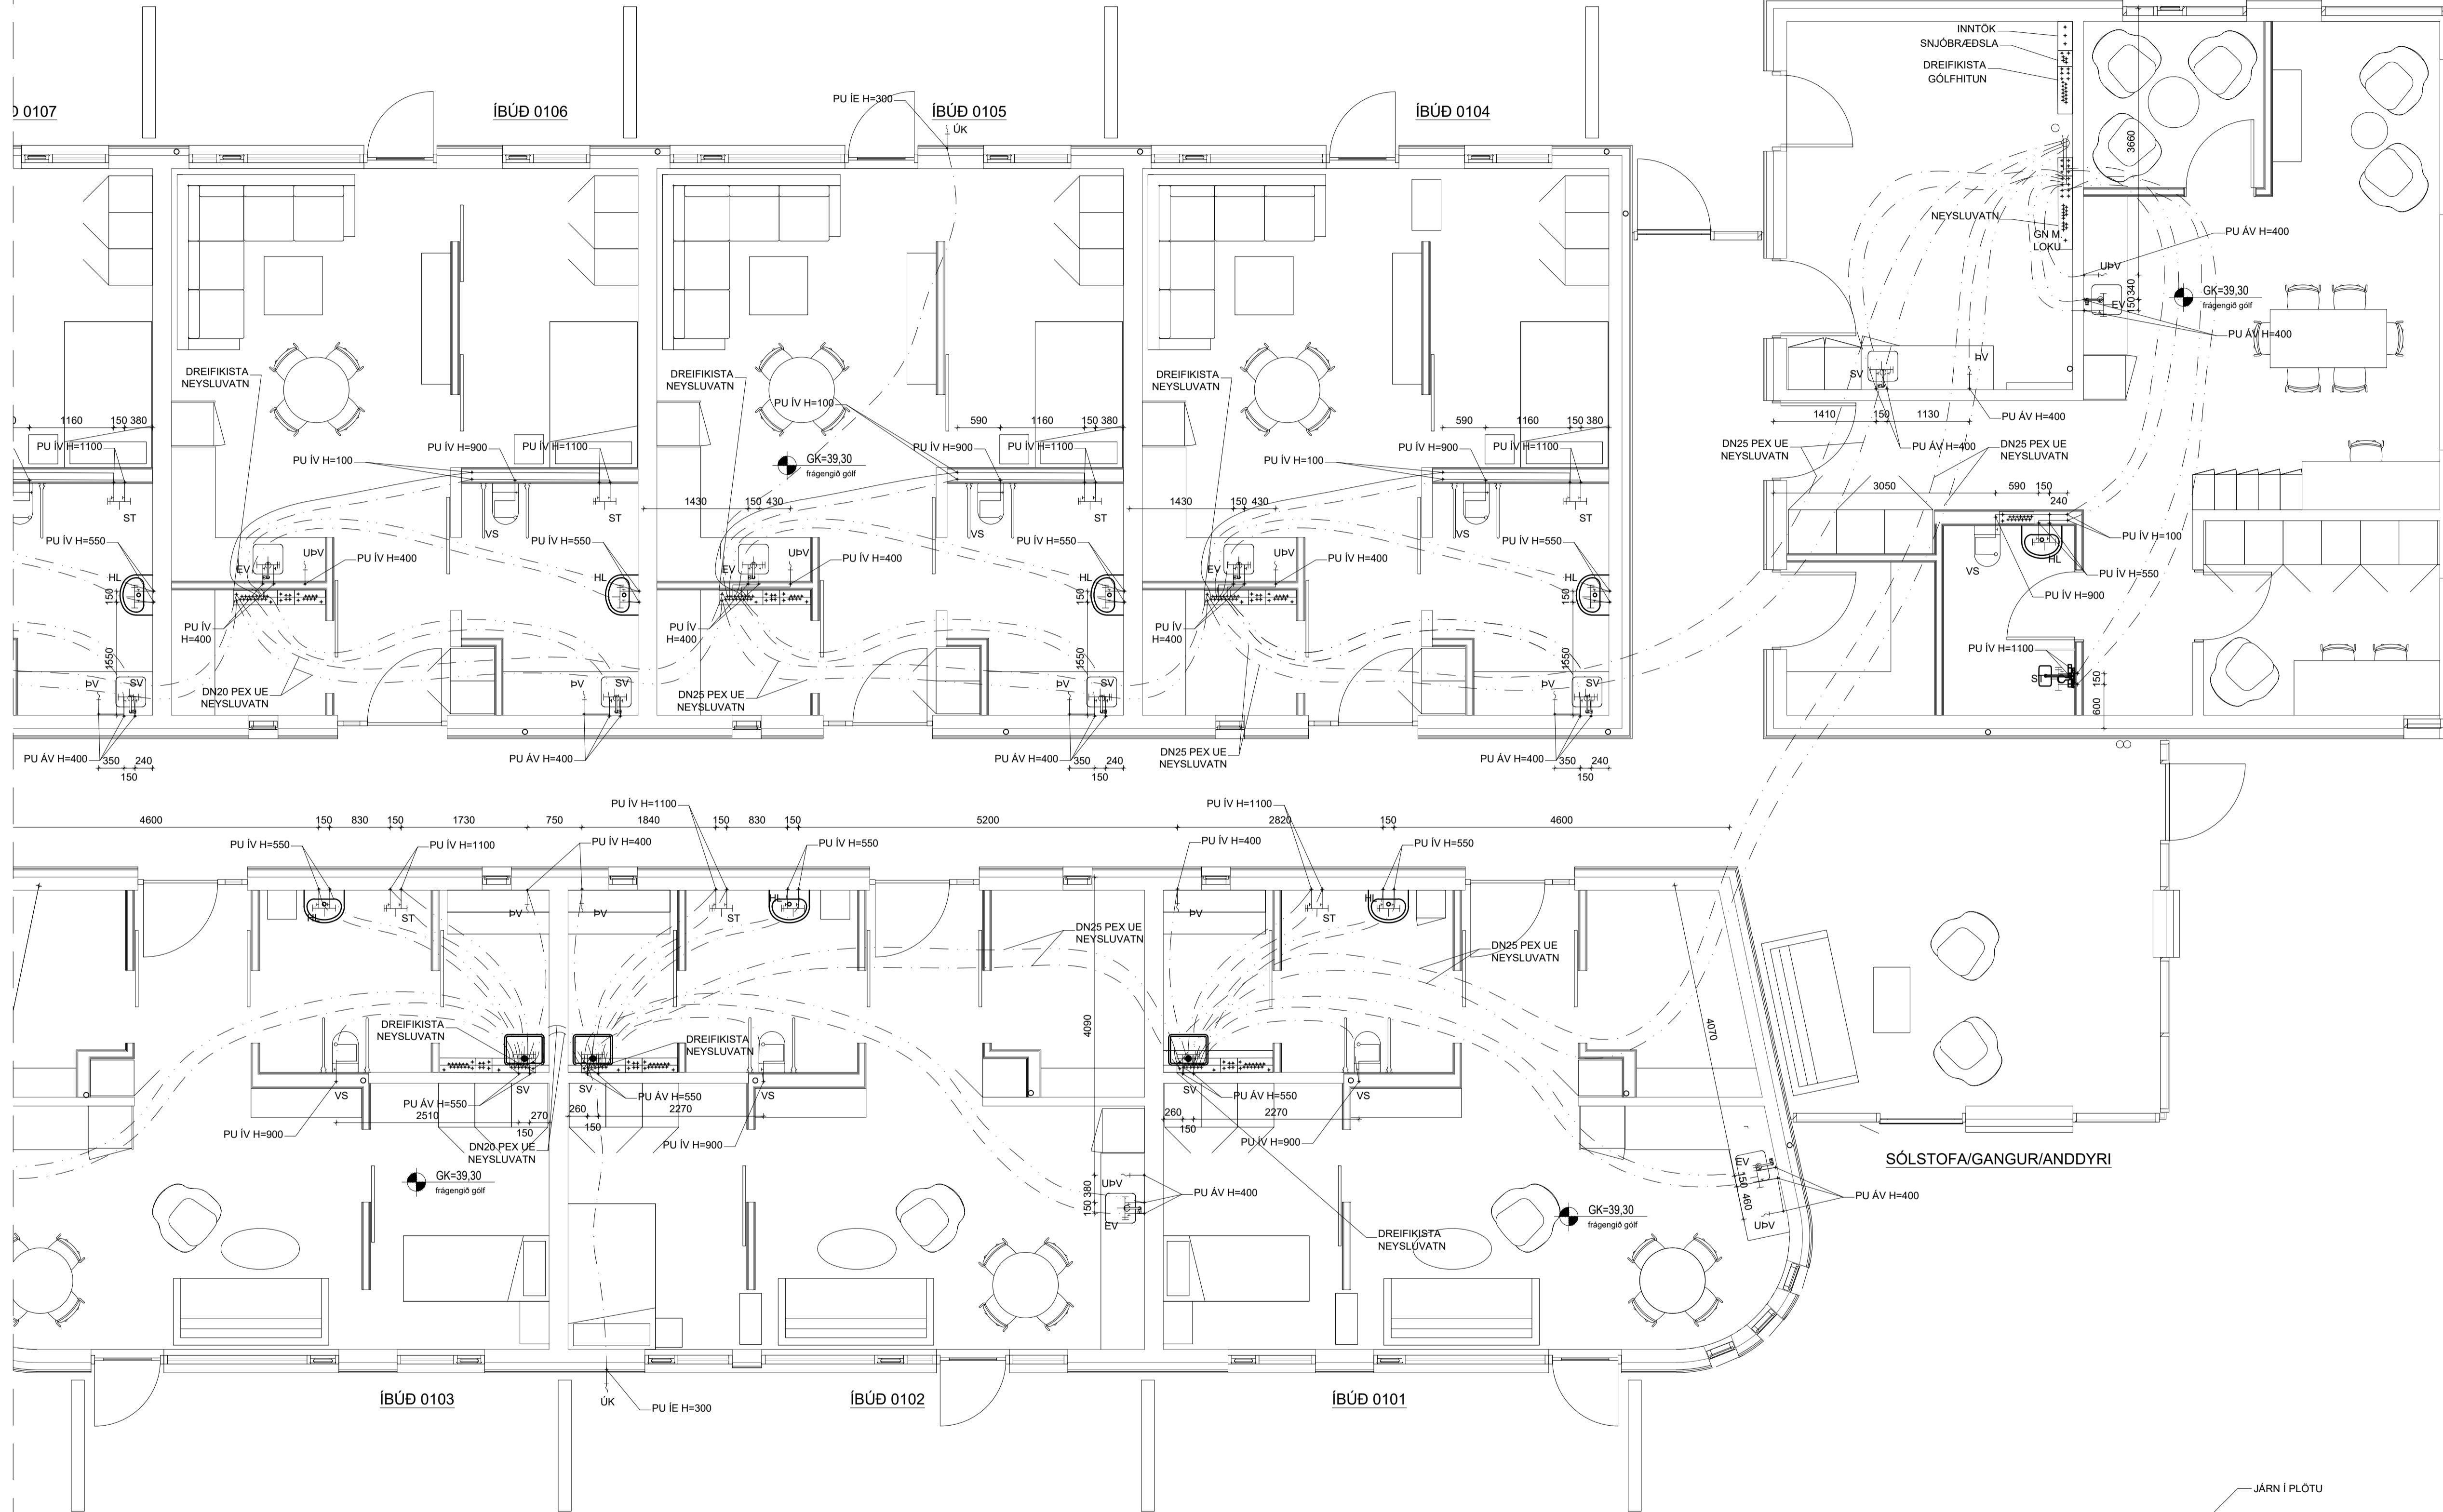 INNTÖK
SNJÓBRÆÐSLA
DREIFIKISTA
GÓLFHITUN
Ð 0107
ÍBÚÐ 0106
PU ÍE H=300
ÍBÚÐ 0105
ÚK
ÍBÚÐ 0104
3660
NEYSLUVATN
GN M.
LOKU
PU ÁV H=400
UÞV
340
150
EV
GK=39,30
frágengið gólf
PU ÁV H=400
DREIFIKISTA
NEYSLUVATN
DREIFIKISTA
NEYSLUVATN
DREIFIKISTA
NEYSLUVATN
SV
ÞV
PU ÍV H=100
1410
150
1130
PU ÁV H=400
PU ÁV H=400
1160
150
380
590
1160
150
380
590
1160
150
380
PU ÍV H=1100
PU ÍV H=100
PU ÍV H=900
PU ÍV H=1100
GK=39,30
frágengið gólf
PU ÍV H=900
PU ÍV H=1100
PU ÍV H=100
PU ÍV H=900
PU ÍV H=1100
DN25 PEX UE
NEYSLUVATN
DN25 PEX UE
NEYSLUVATN
3050
590
150
240
1430
150
430
1430
150
430
ST
VS
ST
VS
ST
VS
ST
PU ÍV H=550
PU ÍV H=550
PU ÍV H=550
PU ÍV H=550
PU ÍV H=100
EV
UÞV
PU ÍV H=400
EV
UÞV
PU ÍV H=400
EV
UÞV
PU ÍV H=400
HL
HL
HL
HL
VS
HL
PU ÍV H=550
PU ÍV H=900
150
150
150
PU ÍV
H=400
PU ÍV
H=400
PU ÍV
H=400
1550
1550
1550
PU ÍV H=1100
ST
150
600
ÞV
SV
DN20 PEX UE
NEYSLUVATN
ÞV
SV
DN25 PEX UE
NEYSLUVATN
ÞV
SV
DN25 PEX UE
NEYSLUVATN
ÞV
SV
PU ÁV H=400
350
240
150
PU ÁV H=400
PU ÁV H=400
350
240
150
PU ÁV H=400
350
240
150
PU ÍV H=1100
PU ÍV H=1100
4600
150
830
150
1730
750
1840
150
830
150
5200
2820
150
4600
PU ÍV H=550
PU ÍV H=1100
PU ÍV H=400
PU ÍV H=550
PU ÍV H=400
PU ÍV H=550
HL
ST
ÞV
ÞV
ST
HL
ÞV
ST
HL
DN25 PEX UE
NEYSLUVATN
DN25 PEX UE
NEYSLUVATN
DREIFIKISTA
NEYSLUVATN
DREIFIKISTA
NEYSLUVATN
4090
4070
VS
SV
SV
VS
SV
VS
PU ÁV H=550
PU ÁV H=550
PU ÁV H=550
2510
270
150
260
150
2270
260
150
2270
PU ÍV H=900
DN20 PEX UE
NEYSLUVATN
PU ÍV H=900
PU ÍV H=900
SÓLSTOFA/GANGUR/ANDDYRI
GK=39,30
frágengið gólf
UÞV
380
150
EV
PU ÁV H=400
EV
150
460
UÞV
PU ÁV H=400
GK=39,30
frágengið gólf
DREIFIKISTA
NEYSLUVATN
ÍBÚÐ 0103
ÚK
PU ÍE H=300
ÍBÚÐ 0102
ÍBÚÐ 0101
JÁRN Í PLÖTU